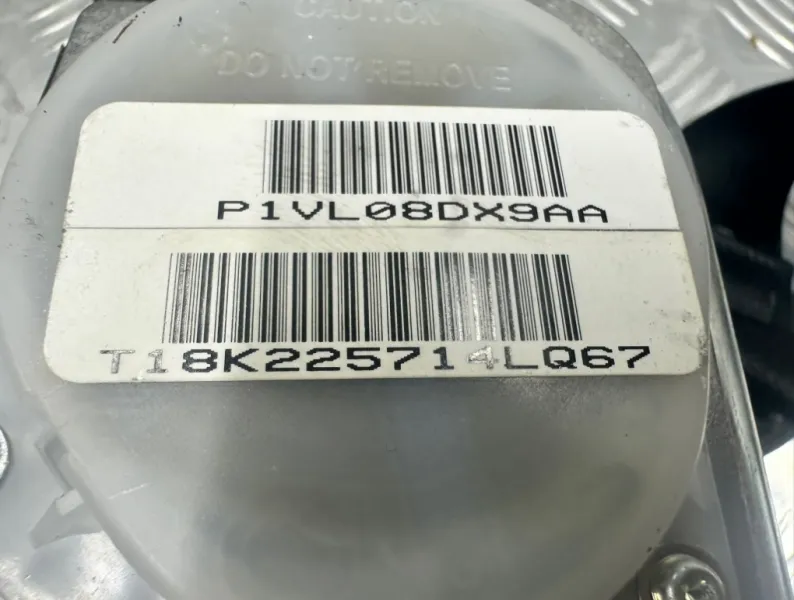 CAUTION
DO NOT REMOVE
P1VL08DX9AA
T18K225714LQ67